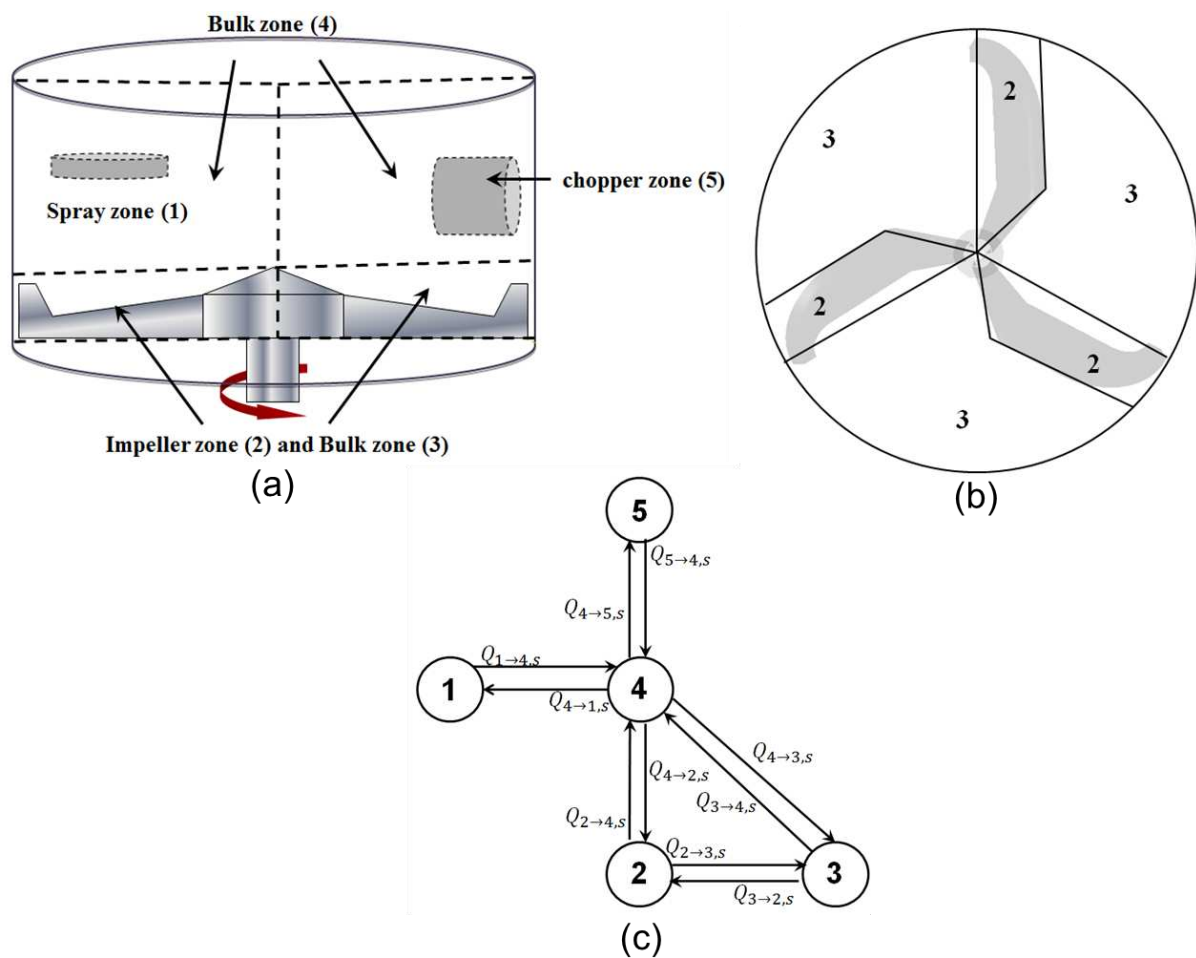 Bulk zone (4)
Spray zone (1)
chopper zone (5)
Impeller zone (2) and Bulk zone (3)
(a)
2
3
3
2
2
3
(b)
5
Q5→4,s
Q4→5,s
Q1→4,s
1
4
Q4→1,s
Q4→3,s
Q4→2,s
Q3→4,s
Q2→4,s
Q2→3,s
2
3
Q3→2,s
(c)